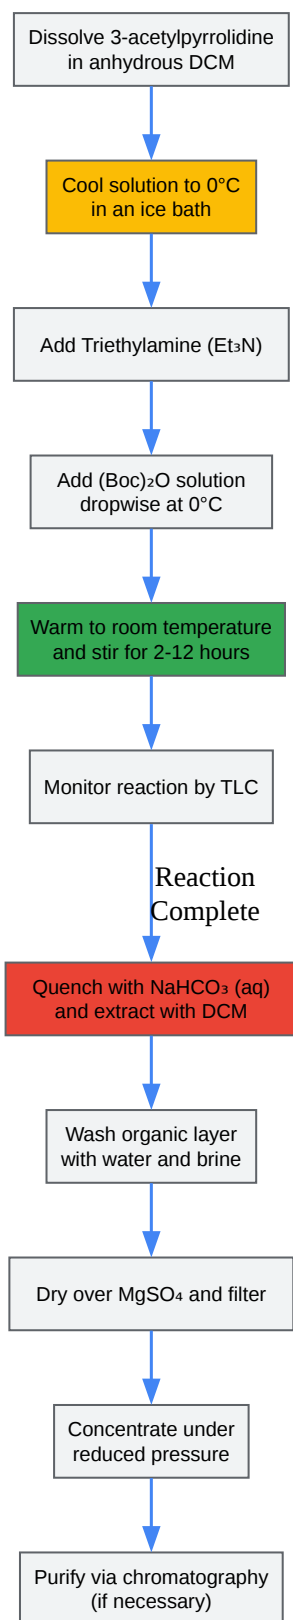 Dissolve 3-acetylpyrrolidine
in anhydrous DCM
Cool solution to 0°C
in an ice bath
Add Triethylamine (Et₃N)
Add (Boc)₂O solution
dropwise at 0°C
Warm to room temperature
and stir for 2-12 hours
Monitor reaction by TLC
Reaction
Complete
Quench with NaHCO₃ (aq)
and extract with DCM
Wash organic layer
with water and brine
Dry over MgSO₄ and filter
Concentrate under
reduced pressure
Purify via chromatography
(if necessary)